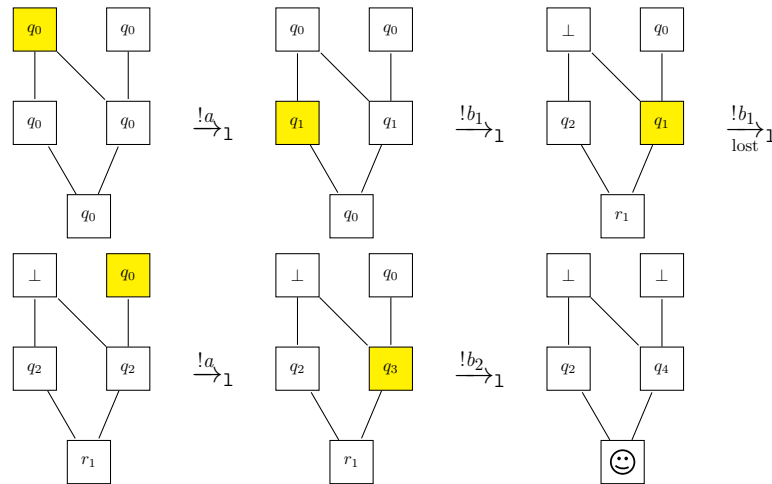 q₀ q₀ q₀ q₀ ⊥ q₀
q₀ q₀ !a →₁ q₁ q₁ !b₁ →₁ q₂ q₁ !b₁ → lost ₁
q₀ q₀ r₁
⊥ q₀ ⊥ q₀ ⊥ ⊥
q₂ q₂ !a →₁ q₂ q₃ !b₂ →₁ q₂ q₄
r₁ r₁ ☺